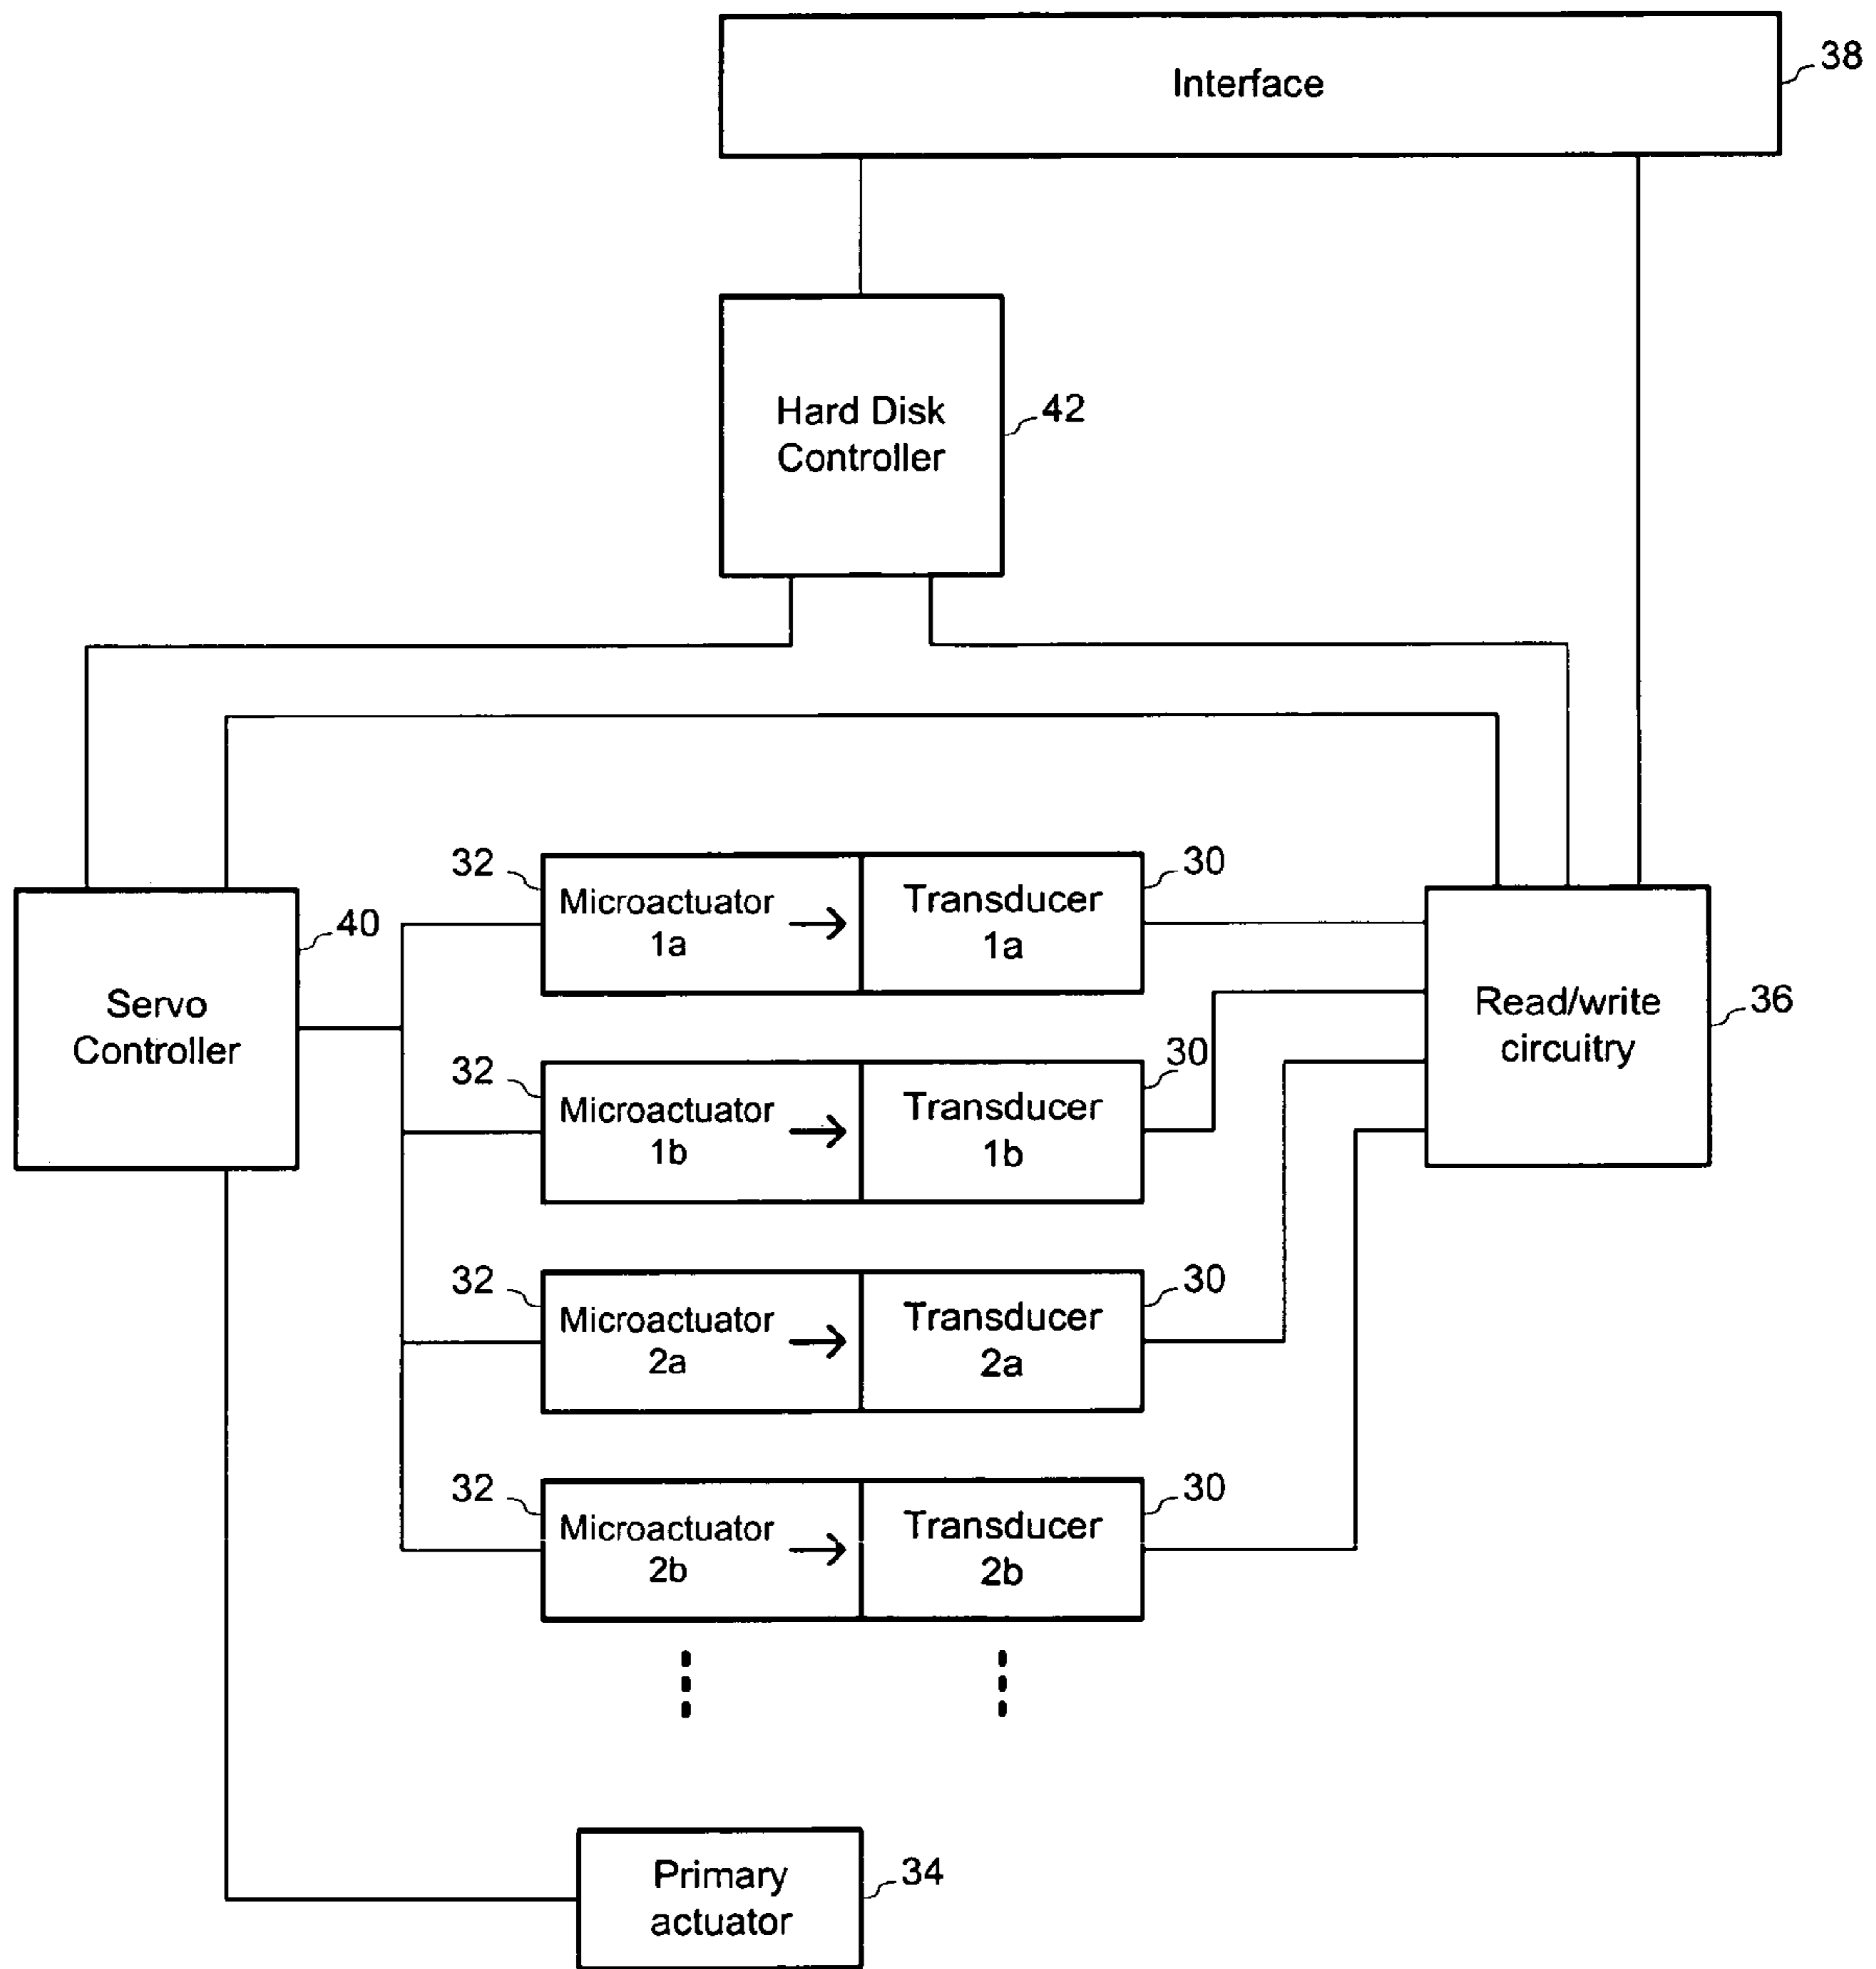 Interface
38
Hard Disk
Controller
42
Servo
Controller
40
32
Microactuator
1a
Transducer
1a
30
32
Microactuator
1b
Transducer
1b
30
32
Microactuator
2a
Transducer
2a
30
32
Microactuator
2b
Transducer
2b
30
Read/write
circuitry
36
Primary
actuator
34